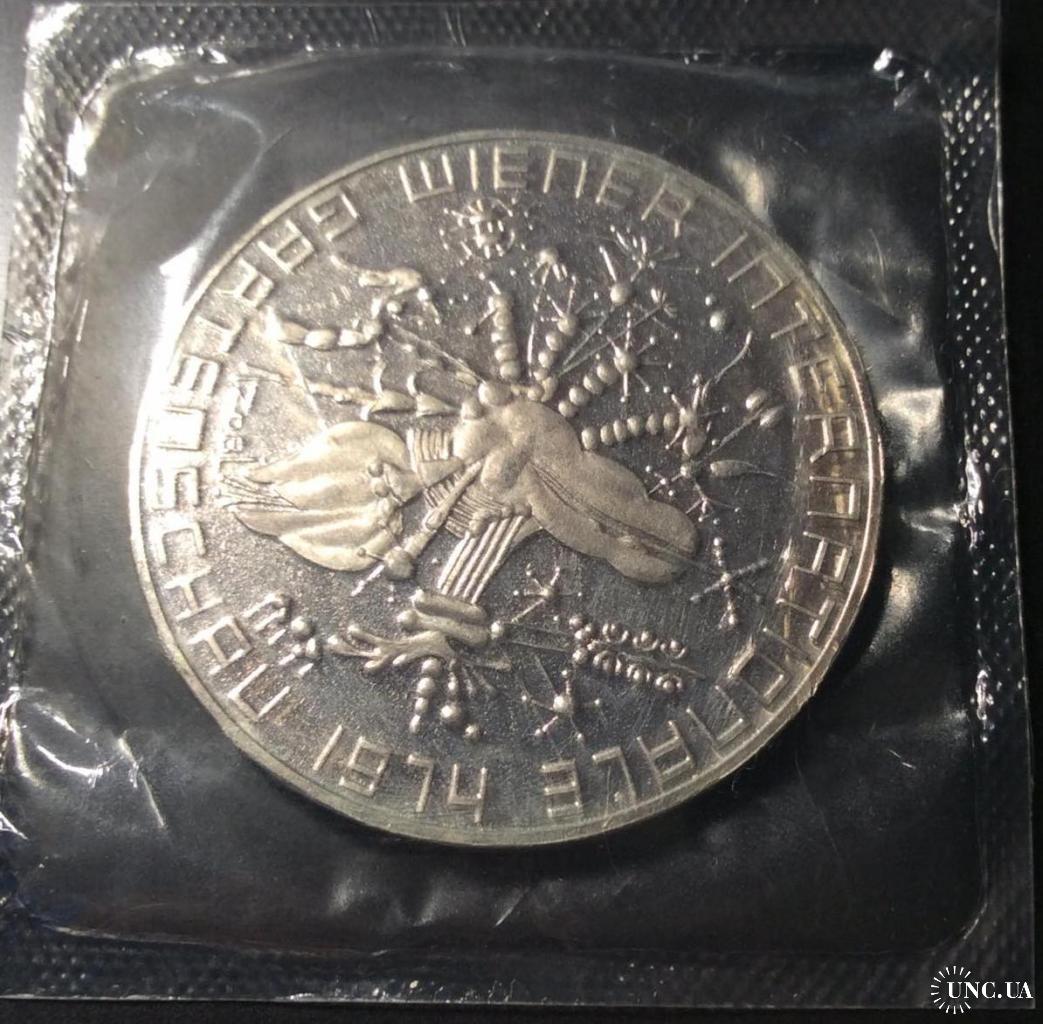 WIENER INTERNATIONALE
GARTENSCHAU 1974
UNC.UA